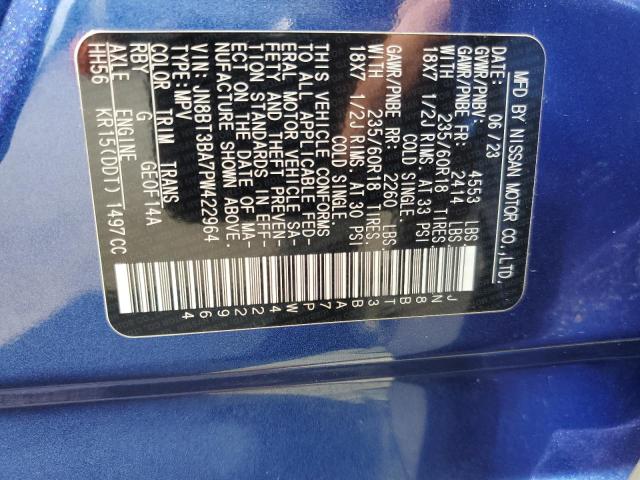 MFD BY NISSAN MOTOR CO.,LTD.
06/23
GVWR/PNBV: 4553 LBS.
GAWR/PNBE FR: 2414 LBS.
235/60R18 TIRES
18X7 1/2J RIMS, AT 33 PSI
COLD SINGLE
GAWR/PNBE RR: 2260 LBS.
WITH 235/60R18 TIRES
18X7 1/2J RIMS, AT 30 PSI
COLD SINGLE
THIS VEHICLE CONFORMS
TO ALL APPLICABLE FED-
ERAL MOTOR VEHICLE SA-
FETY AND THEFT PREVEN-
TION STANDARDS IN EFF-
ECT ON THE DATE OF MA-
NUFACTURE SHOWN ABOVE.
VIN: JN8BT3BA7PW422964
TYPE: MPV
COLOR TRIM TRANS
RBY G GE0F14A
AXLE ENGINE
HH56 KR15(DDT) 1497CC
JN8BT3BA7PW422964